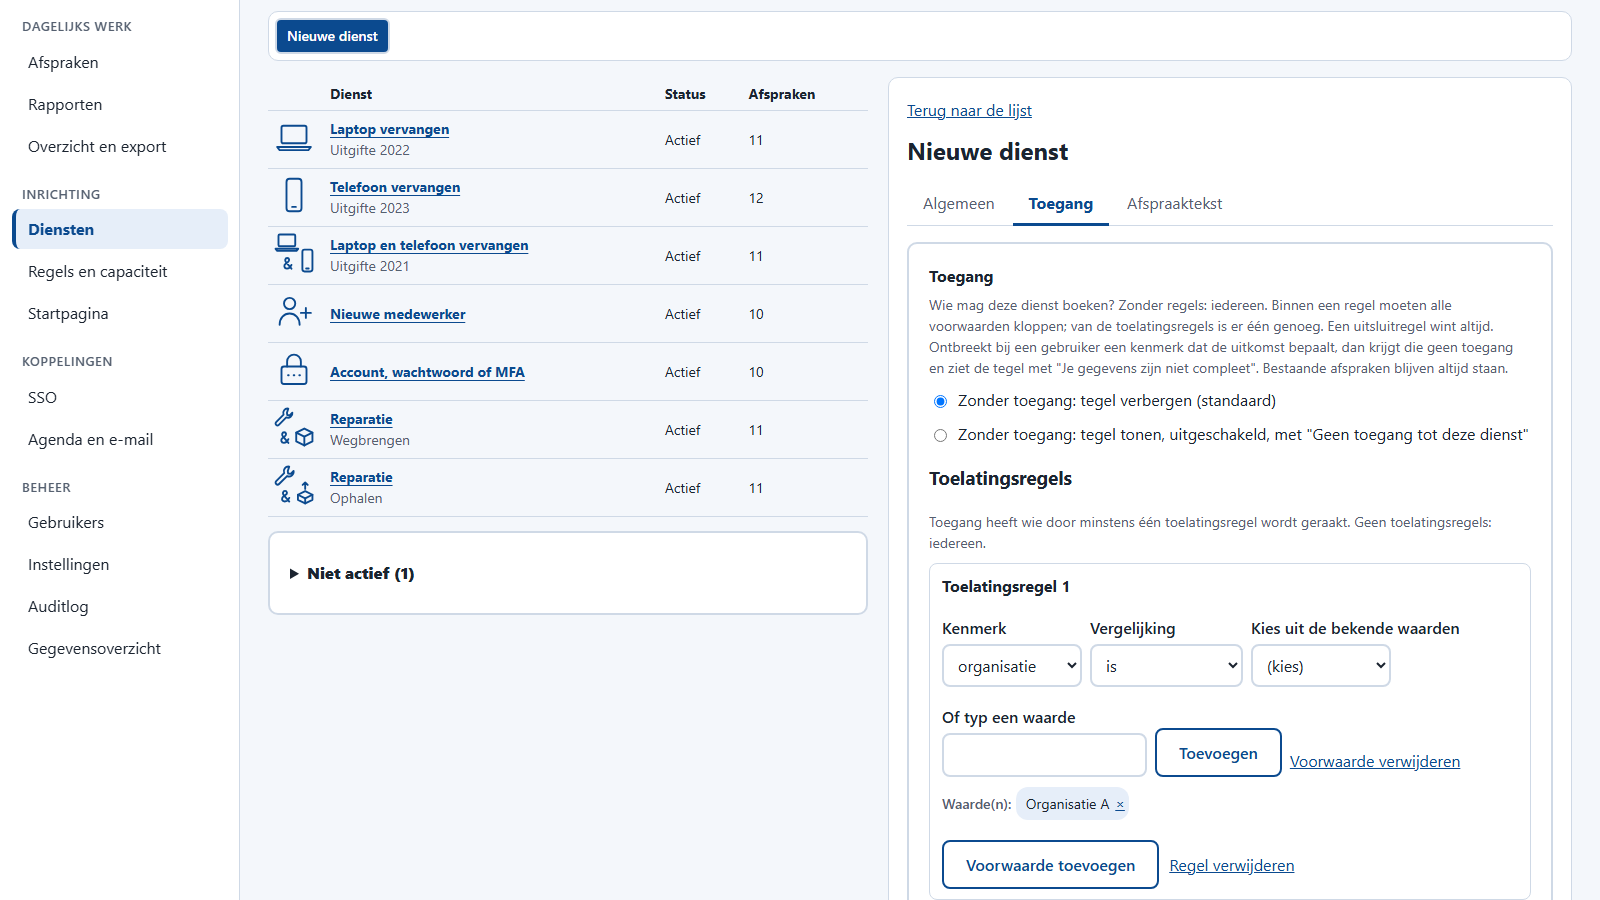 DAGELIJKS WERK
Afspraken
Rapporten
Overzicht en export
INRICHTING
Diensten
Regels en capaciteit
Startpagina
KOPPELINGEN
SSO
Agenda en e-mail
BEHEER
Gebruikers
Instellingen
Auditlog
Gegevensoverzicht
Nieuwe dienst
Dienst Status Afspraken
Laptop vervangen
Uitgifte 2022
Actief 11
Telefoon vervangen
Uitgifte 2023
Actief 12
&
Laptop en telefoon vervangen
Uitgifte 2021
Actief 11
Nieuwe medewerker Actief 10
Account, wachtwoord of MFA Actief 10
&
Reparatie
Wegbrengen
Actief 11
&
Reparatie
Ophalen
Actief 11
Niet actief (1)
Terug naar de lijst
Nieuwe dienst
Algemeen Toegang Afspraaktekst
Toegang
Wie mag deze dienst boeken? Zonder regels: iedereen. Binnen een regel moeten alle
voorwaarden kloppen; van de toelatingsregels is er één genoeg. Een uitsluitregel wint altijd.
Ontbreekt bij een gebruiker een kenmerk dat de uitkomst bepaalt, dan krijgt die geen toegang
en ziet de tegel met "Je gegevens zijn niet compleet". Bestaande afspraken blijven altijd staan.
Zonder toegang: tegel verbergen (standaard)
Zonder toegang: tegel tonen, uitgeschakeld, met "Geen toegang tot deze dienst"
Toelatingsregels
Toegang heeft wie door minstens één toelatingsregel wordt geraakt. Geen toelatingsregels:
iedereen.
Toelatingsregel 1
Kenmerk Vergelijking Kies uit de bekende waarden
organisatie is (kies)
Of typ een waarde
Toevoegen Voorwaarde verwijderen
Waarde(n): Organisatie A ×
Voorwaarde toevoegen Regel verwijderen